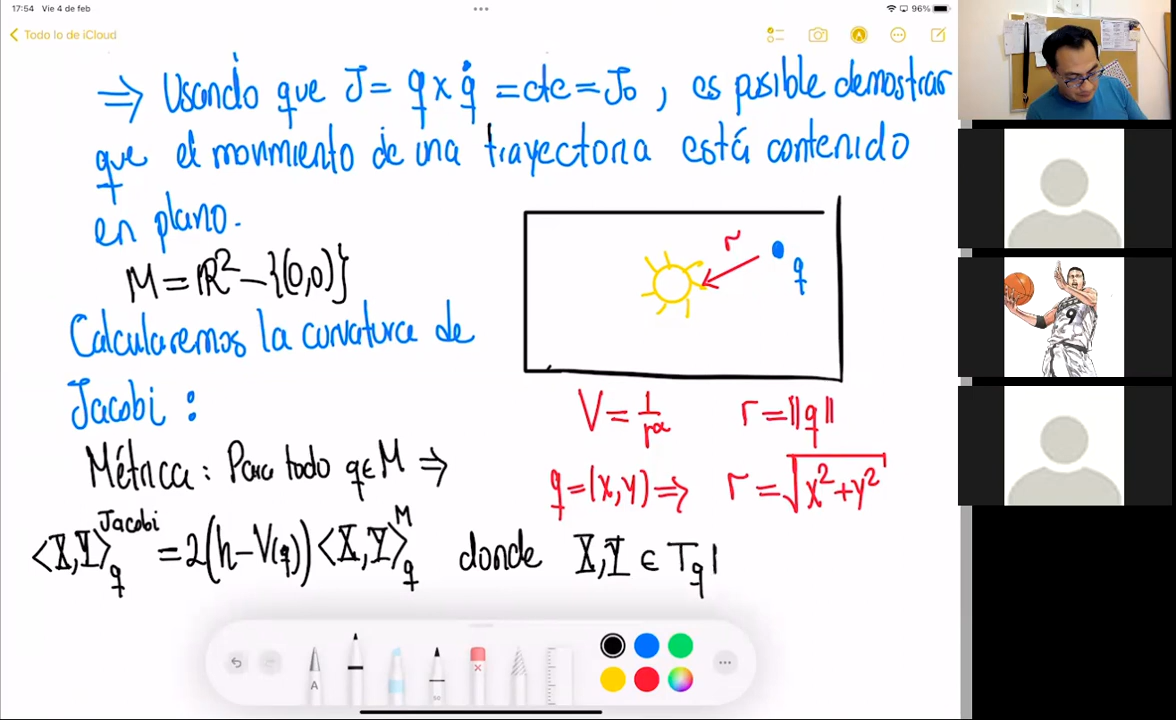 17:54 Vie 4 de feb
96%
Todo lo de iCloud
⇒ Usando que J = q × q̇ = cte = J₀, es posible demostrar
que el movimiento de una trayectoria está contenido
en plano.
M = ℝ² - {(0,0)}
r
q
Calcularemos la curvatura de
Jacobi:
V = 1/r^α r = ||q||
Métrica: Para todo q∈M ⇒
q = (x,y) ⇒ r = √(x²+y²)
⟨X,Y⟩_q^Jacobi = 2(h - V(q)) ⟨X,Y⟩_q^M donde X,Y ∈ T_q
A
50
9